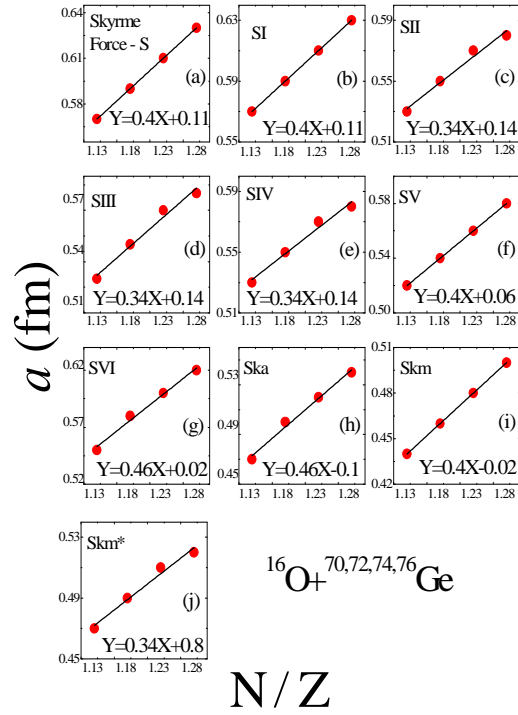 Skyrme
Force - S
(a)
Y=0.4X+0.11
0.64
0.60
0.57
1.13 1.18 1.23 1.28
SI
(b)
Y=0.4X+0.11
0.63
0.59
0.55
1.13 1.18 1.23 1.28
SII
(c)
Y=0.34X+0.14
0.59
0.55
0.51
1.13 1.18 1.23 1.28
SIII
(d)
Y=0.34X+0.14
0.57
0.54
0.51
1.13 1.18 1.23 1.28
SIV
(e)
Y=0.34X+0.14
0.59
0.55
0.51
1.13 1.18 1.23 1.28
SV
(f)
Y=0.4X+0.06
0.58
0.54
0.50
1.13 1.18 1.23 1.28
SVI
(g)
Y=0.46X+0.02
0.62
0.56
0.52
1.13 1.18 1.23 1.28
Ska
(h)
Y=0.46X-0.1
0.53
0.49
0.45
1.13 1.18 1.23 1.28
Skm
(i)
Y=0.4X-0.02
0.51
0.45
0.42
1.13 1.18 1.23 1.28
Skm*
(j)
Y=0.34X+0.8
0.53
0.49
0.45
1.13 1.18 1.23 1.28
a (fm)
16O+70,72,74,76Ge
N/Z